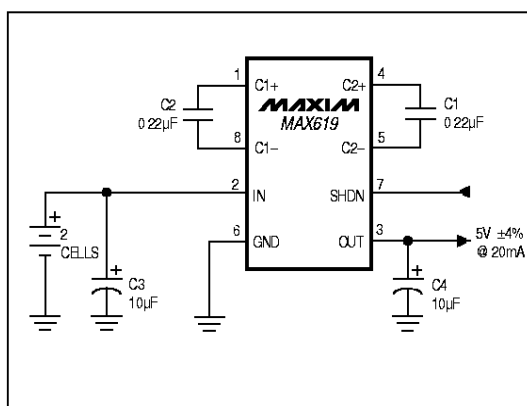 1
C1+
C2+
4
C2
0.22µF
MAXIM
MAX619
C1
0.22µF
8
C1–
C2–
5
2
IN
SHDN
7
6
GND
OUT
3
5V ±4%
@ 20mA
+
2
CELLS
+
C3
10µF
+
C4
10µF